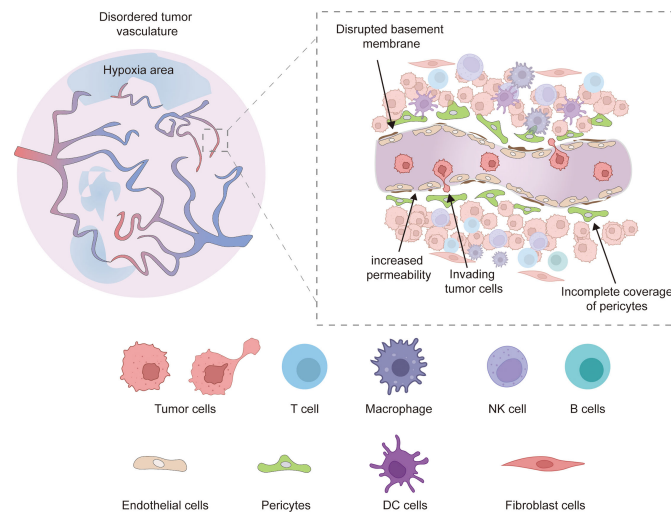 Disordered tumor
vasculature
Hypoxia area
Disrupted basement
membrane
increased
permeability
Invading
tumor cells
Incomplete coverage
of pericytes
Tumor cells
T cell
Macrophage
NK cell
B cells
Endothelial cells
Pericytes
DC cells
Fibroblast cells